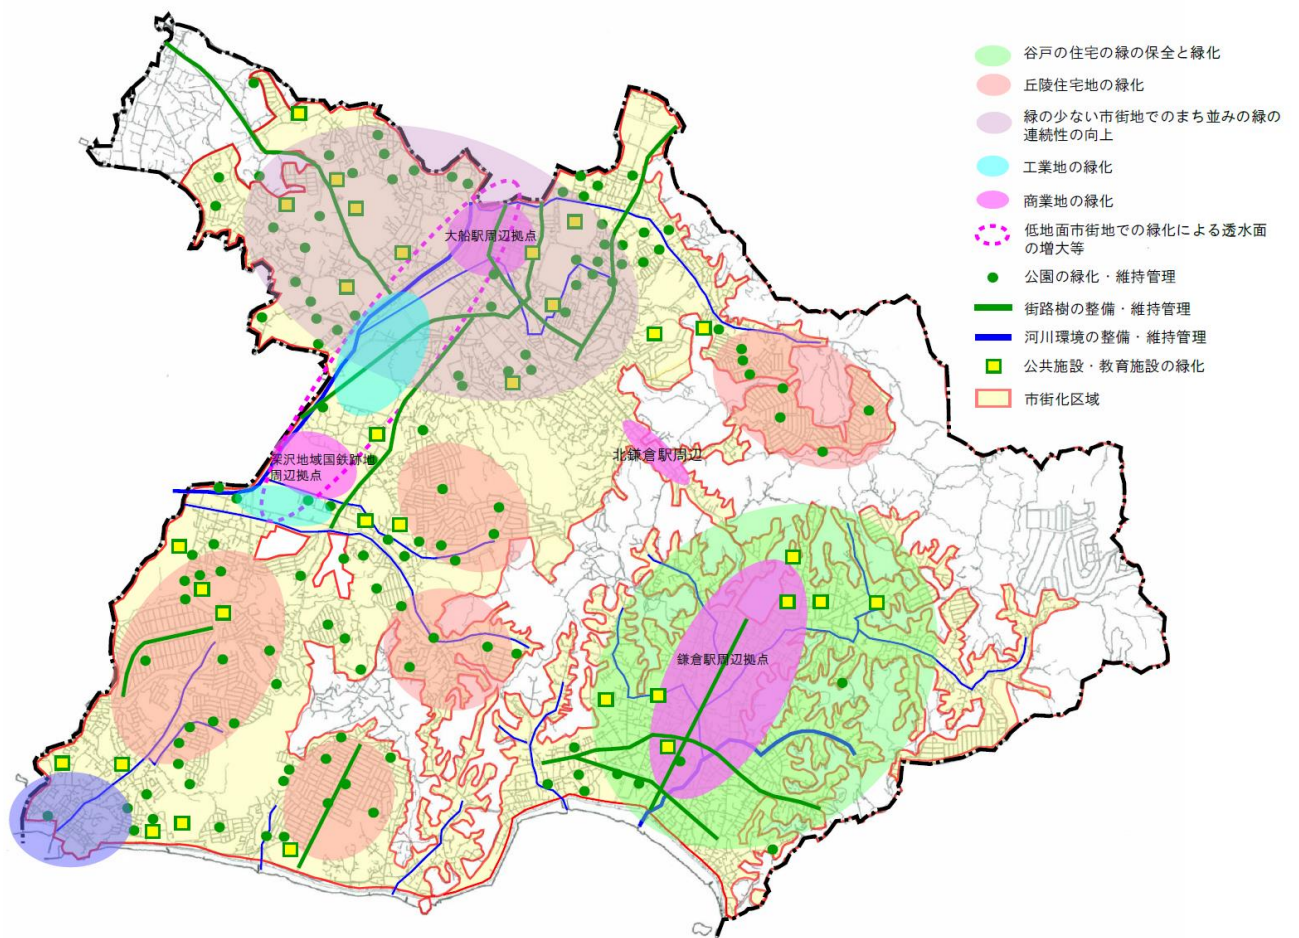 谷戸の住宅の緑の保全と緑化
丘陵住宅地の緑化
緑の少ない市街地でのまち並みの緑の
連続性の向上
工業地の緑化
商業地の緑化
低地面市街地での緑化による透水面
の増大等
公園の緑化・維持管理
街路樹の整備・維持管理
河川環境の整備・維持管理
公共施設・教育施設の緑化
市街化区域
大船駅周辺拠点
深沢地域国鉄跡地
周辺拠点
北鎌倉駅周辺
鎌倉駅周辺拠点